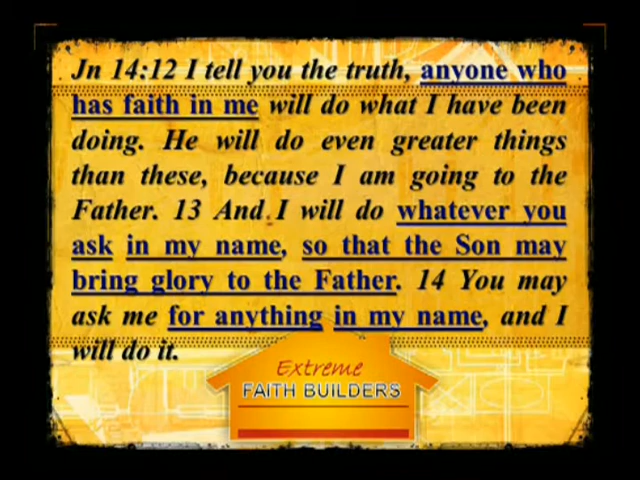 Jn 14:12 I tell you the truth, anyone who
has faith in me will do what I have been
doing. He will do even greater things
than these, because I am going to the
Father. 13 And I will do whatever you
ask in my name, so that the Son may
bring glory to the Father. 14 You may
ask me for anything in my name, and I
will do it.
Extreme
FAITH BUILDERS